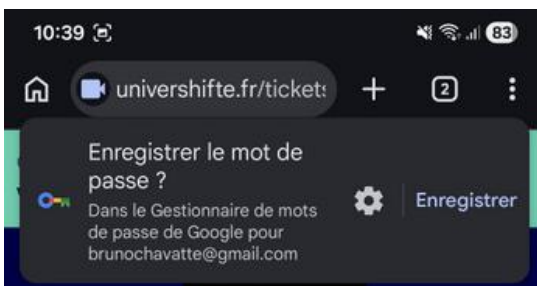 10:39
83
univershifte.fr/tickets
2
Enregistrer le mot de
passe ?
Dans le Gestionnaire de mots
de passe de Google pour
brunochavatte@gmail.com
Enregistrer